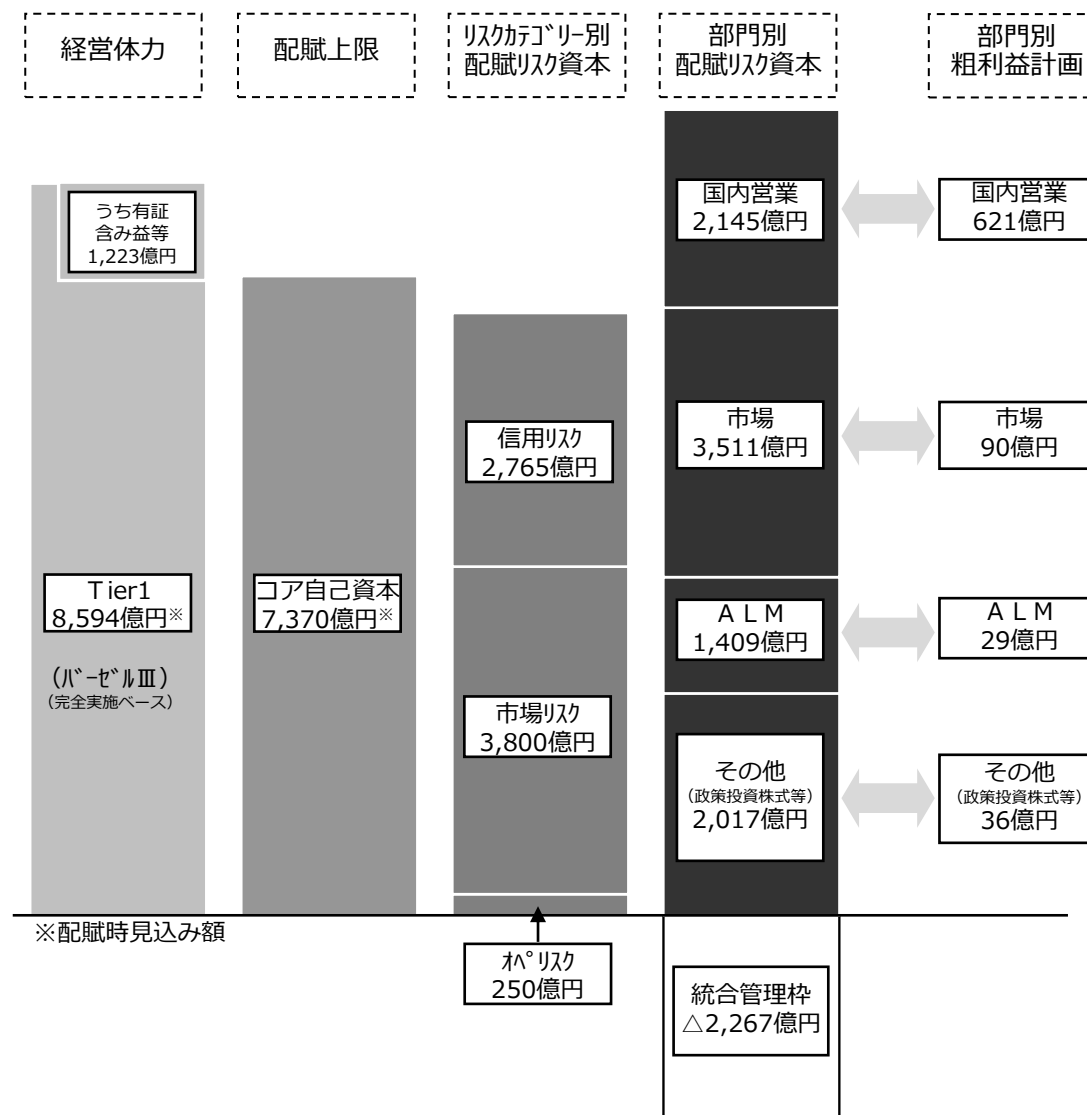 経営体力
配賦上限
ﾘｽｸｶﾃｺﾞﾘｰ別
配賦ﾘｽｸ資本
部門別
配賦ﾘｽｸ資本
部門別
粗利益計画
うち有証
含み益等
1,223億円
Tier1
8,594億円※
(ﾊﾞｰｾﾞﾙⅢ)
(完全実施ベース)
コア自己資本
7,370億円※
信用ﾘｽｸ
2,765億円
市場ﾘｽｸ
3,800億円
ｵﾍﾟﾘｽｸ
250億円
国内営業
2,145億円
市場
3,511億円
ＡＬＭ
1,409億円
その他
(政策投資株式等)
2,017億円
統合管理枠
△2,267億円
国内営業
621億円
市場
90億円
ＡＬＭ
29億円
その他
(政策投資株式等)
36億円
※配賦時見込み額